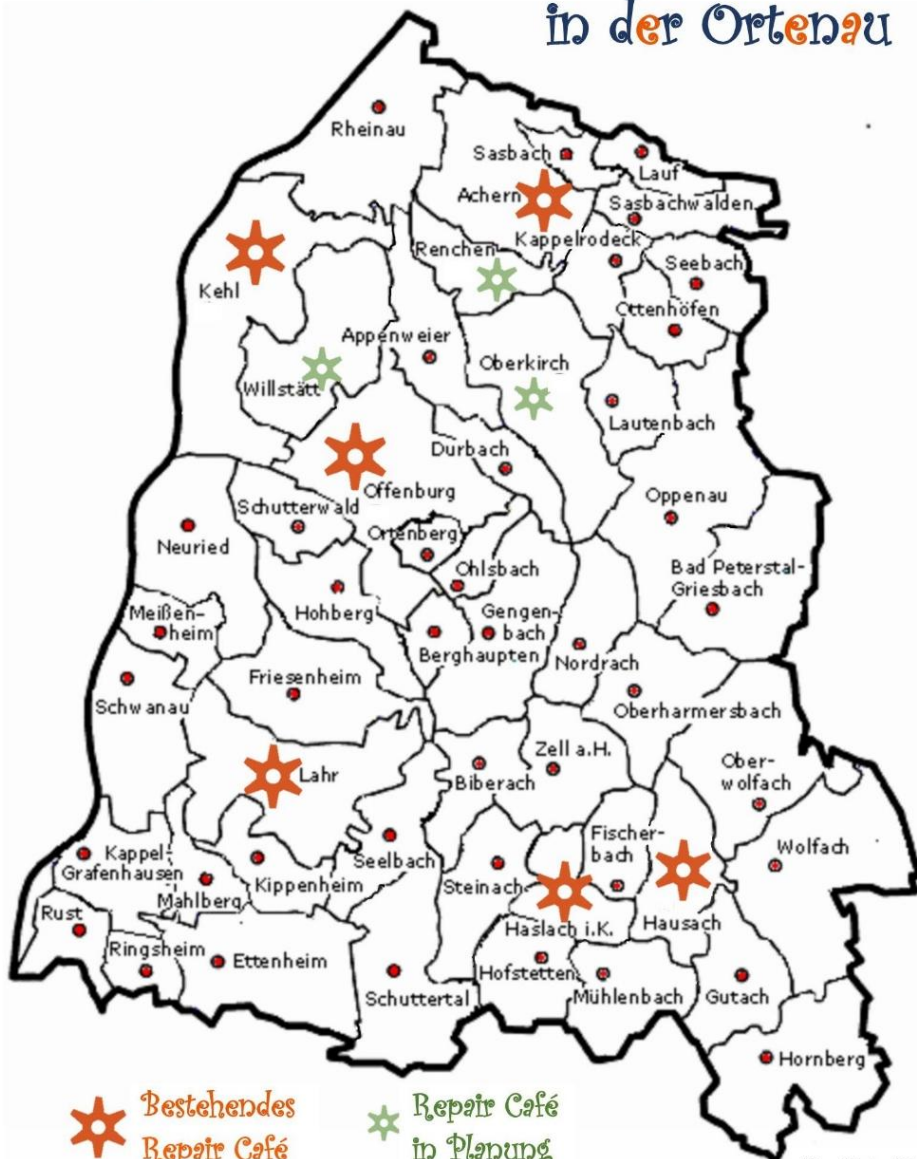 in der Ortenau
Rheinau
Sasbach
Lauf
Achern
Sasbachwalden
Kappelrodeck
Renchen
Seebach
Kehl
Ottenhöfen
Appenweier
Oberkirch
Willstätt
Lautenbach
Durbach
Offenburg
Oppenau
Schutterwald
Ortenberg
Neuried
Ohlsbach
Bad Peterstal-
Griesbach
Hohberg
Meißen-
heim
Gengen-
bach
Berghaupten
Nordrach
Friesenheim
Schwanau
Oberharmersbach
Zell a.H.
Biberach
Ober-
wolfach
Lahr
Fischer-
bach
Wolfach
Seelbach
Kappel-
Grafenhausen
Kippenheim
Steinach
Mahlberg
Rust
Haslach i.K.
Hausach
Ringsheim
Ettenheim
Hofstetten
Schuttertal
Mühlenbach
Gutach
Hornberg
Bestehendes
Repair Café
Repair Café
in Planung